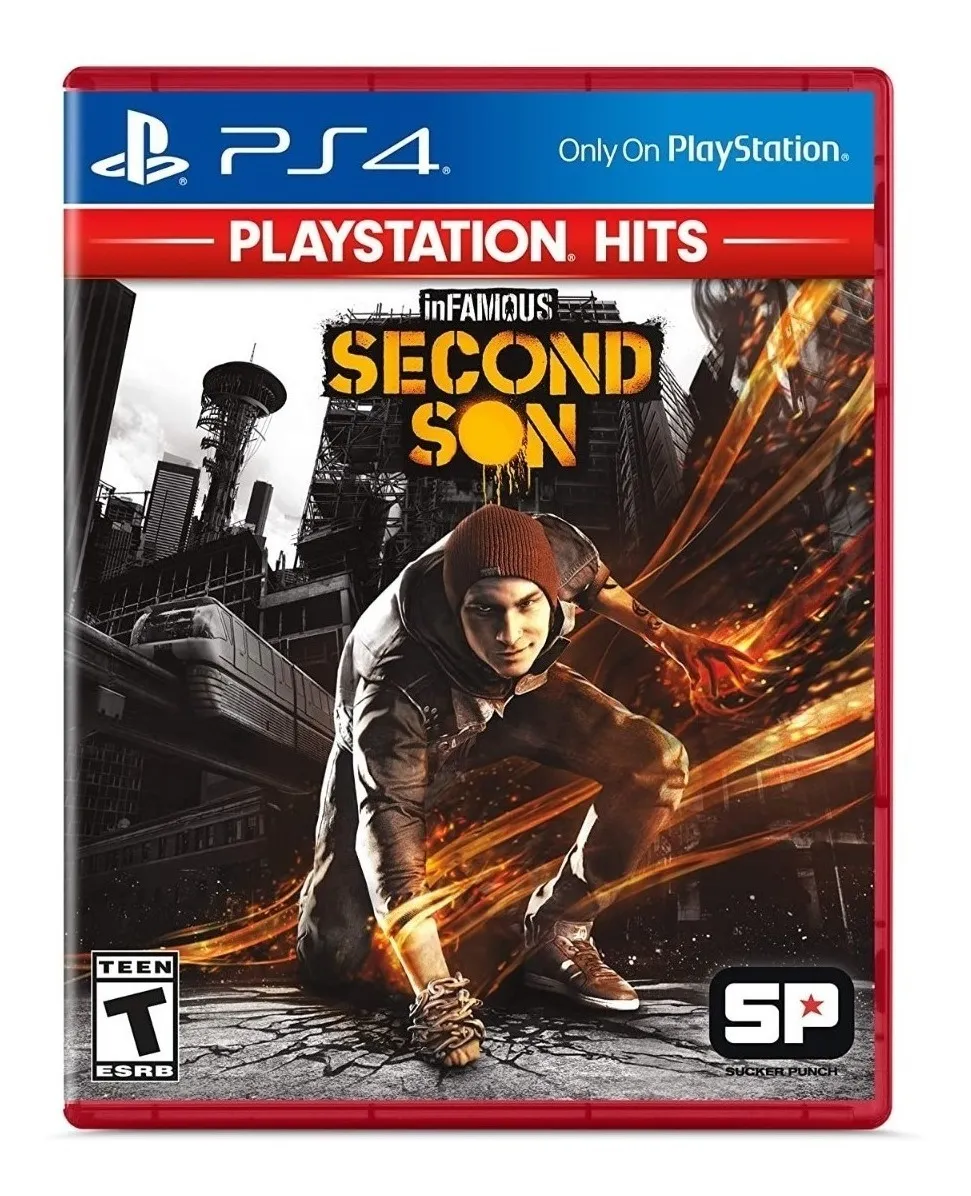 PS4®
Only On PlayStation®
PLAYSTATION® HITS
inFAMOUS
SECOND
SON
TEEN
T
ESRB
SP
SUCKER PUNCH